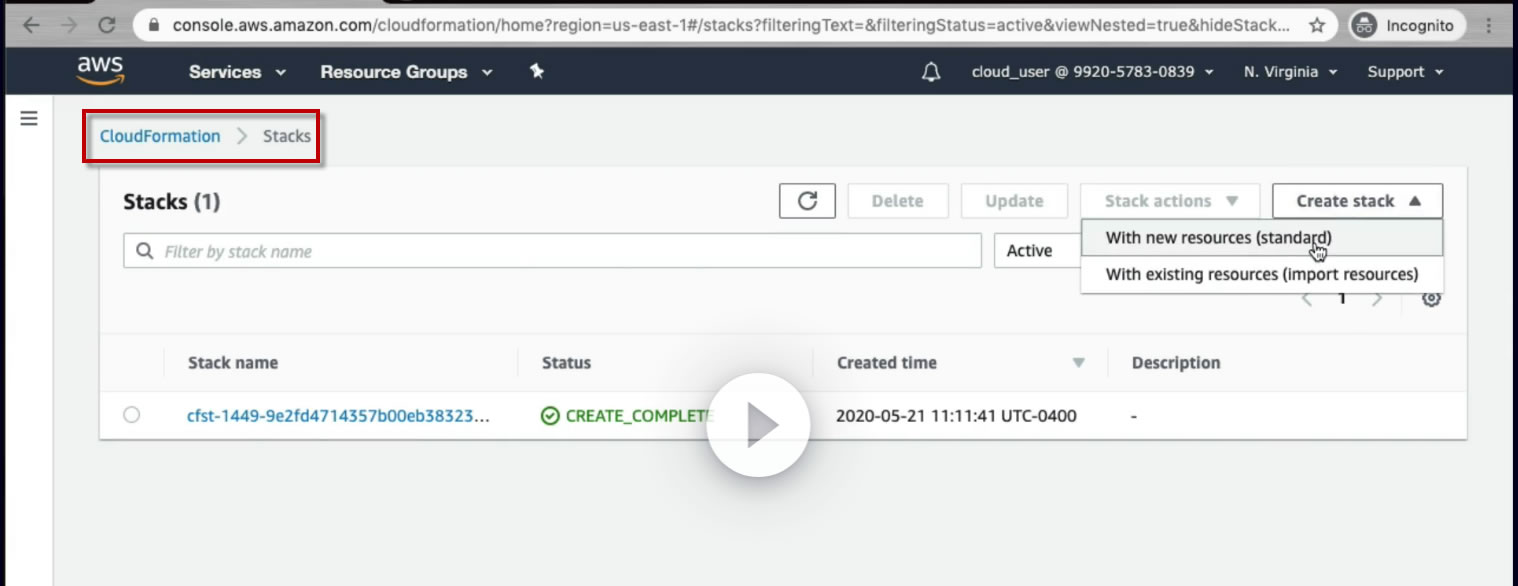 console.aws.amazon.com/cloudformation/home?region=us-east-1#/stacks?filteringText=&filteringStatus=active&viewNested=true&hideStack... Incognito
aws Services Resource Groups cloud_user @ 9920-5783-0839 N. Virginia Support
CloudFormation > Stacks
Stacks (1) Delete Update Stack actions Create stack
With new resources (standard)
Filter by stack name Active
With existing resources (import resources)
1
Stack name Status Created time Description
cfst-1449-9e2fd4714357b00eb38323... CREATE_COMPLETE 2020-05-21 11:11:41 UTC-0400 -